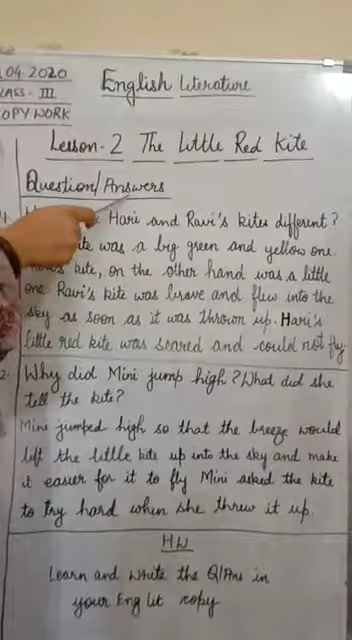 04.2020
CLASS - III
COPY WORK
English Literature
Lesson-2 The Little Red Kite
Question/Answers
Hari and Ravi's kites different?
was a big green and yellow one.
kite, on the other hand was a little
one Ravi's kite was brave and flew into the
sky as soon as it was thrown up. Hari's
little red kite was scared and could not fly.
2. Why did Mini jump high? What did she
tell the kite?
Mini jumped high so that the breeze would
lift the little kite up into the sky and make
it easier for it to fly Mini asked the kite
to try hard when she threw it up.
HW
Learn and write the Q/Ans in
your Eng Lit copy